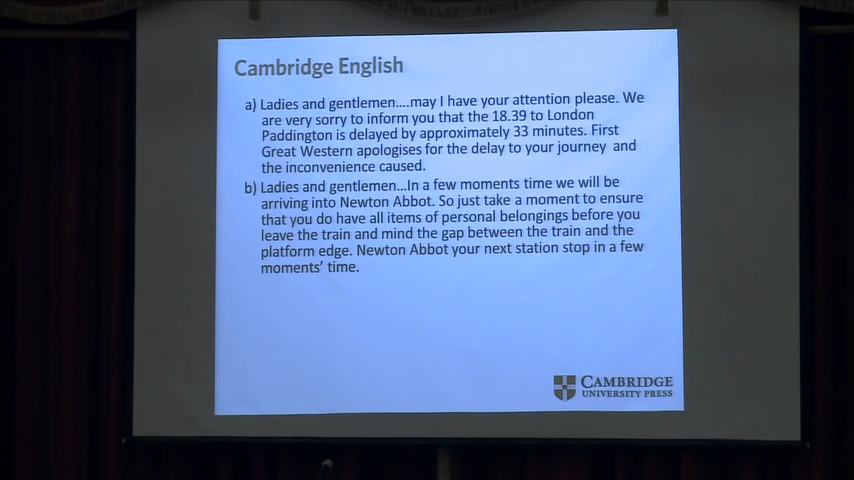 Cambridge English
a) Ladies and gentlemen....may I have your attention please. We
are very sorry to inform you that the 18.39 to London
Paddington is delayed by approximately 33 minutes. First
Great Western apologises for the delay to your journey and
the inconvenience caused.
b) Ladies and gentlemen...In a few moments time we will be
arriving into Newton Abbot. So just take a moment to ensure
that you do have all items of personal belongings before you
leave the train and mind the gap between the train and the
platform edge. Newton Abbot your next station stop in a few
moments' time.
CAMBRIDGE
UNIVERSITY PRESS